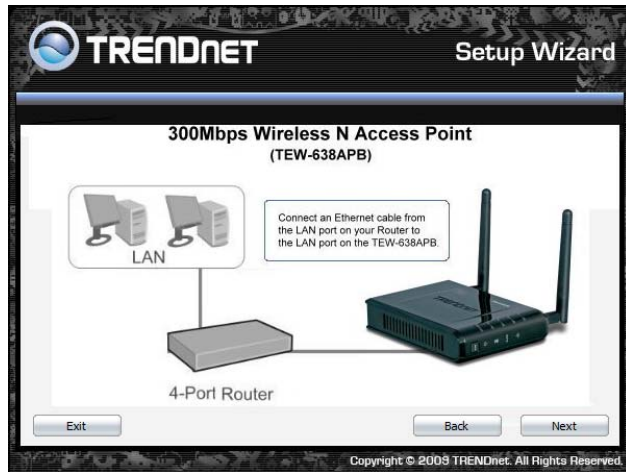 TRENDNET
Setup Wizard
300Mbps Wireless N Access Point
(TEW-638APB)
Connect an Ethernet cable from
the LAN port on your Router to
the LAN port on the TEW-638APB.
LAN
TRENDNET
4-Port Router
Exit
Back
Next
Copyright © 2009 TRENDnet. All Rights Reserved.